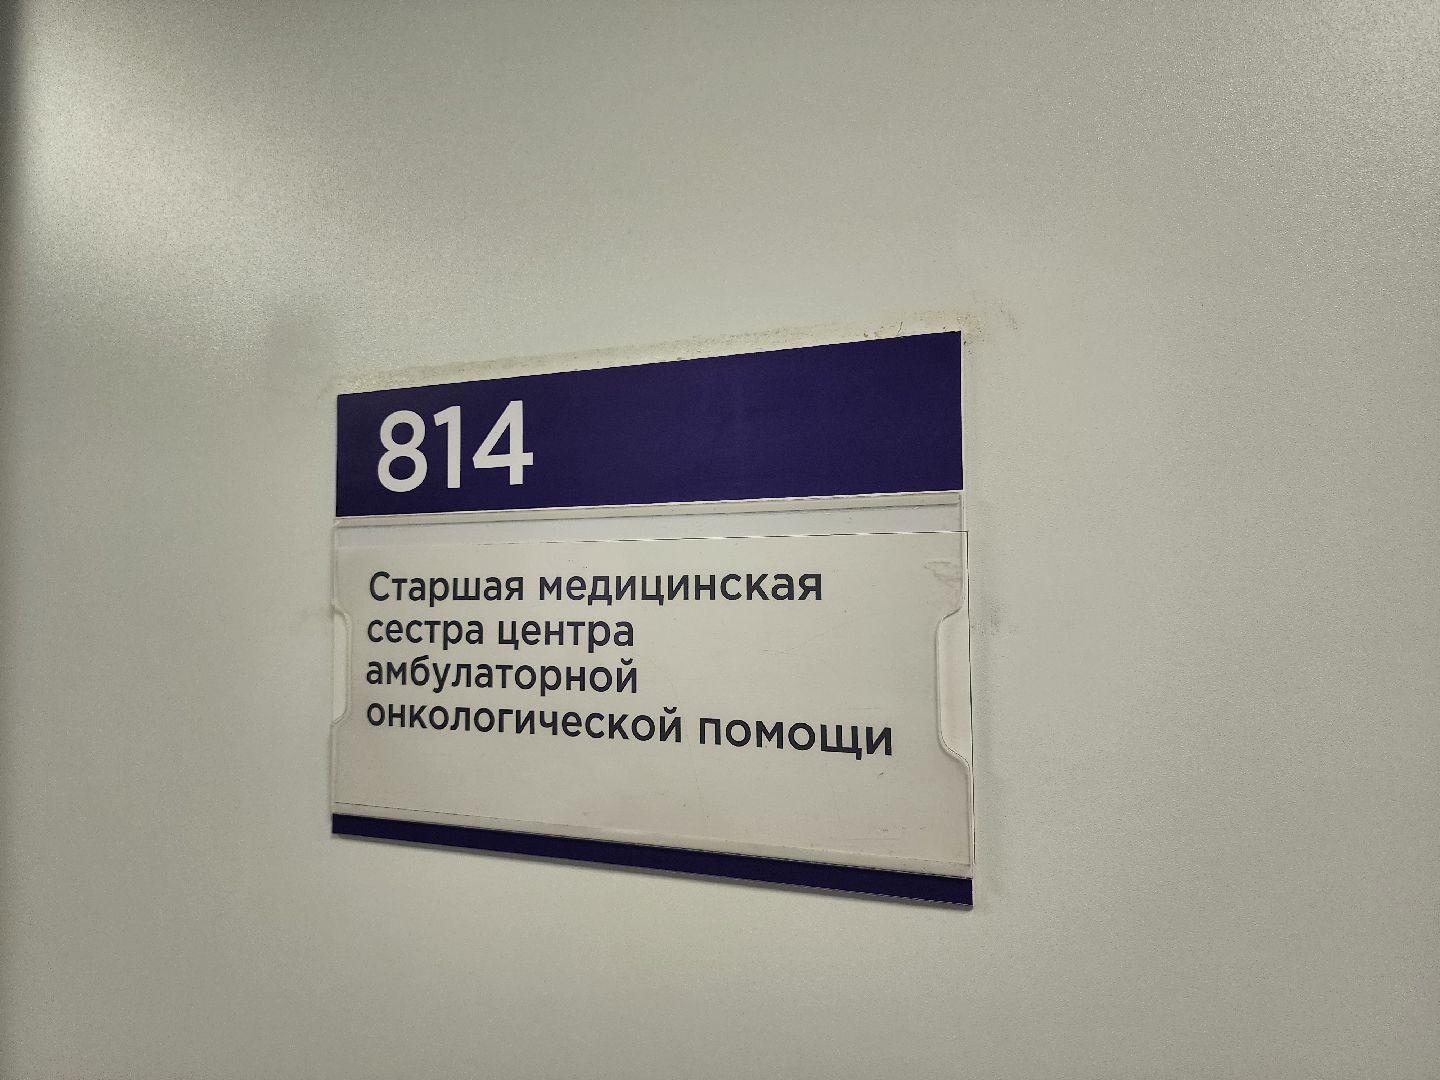 814
Старшая медицинская
сестра центра
амбулаторной
онкологической помощи